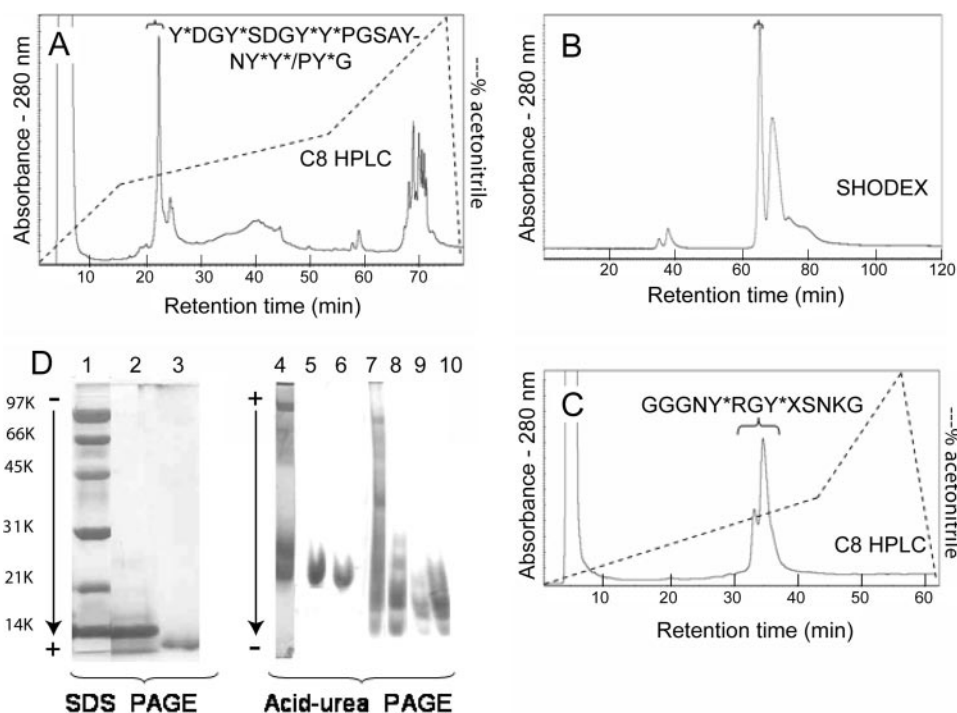 A
Y*DGY*SDGY*Y*PGSAY-
NY*Y*/PY*G
C8 HPLC
Absorbance - 280 nm
---% acetonitrile
10 20 30 40 50 60 70
Retention time (min)
B
SHODEX
Absorbance - 280 nm
20 40 60 80 100 120
Retention time (min)
D
1 2 3 4 5 6 7 8 9 10
97K
66K
45K
31K
21K
14K
- +
+ -
SDS PAGE
Acid-urea PAGE
C
GGGNY*RGY*XSNKG
C8 HPLC
Absorbance - 280 nm
---% acetonitrile
10 20 30 40 50 60
Retention time (min)